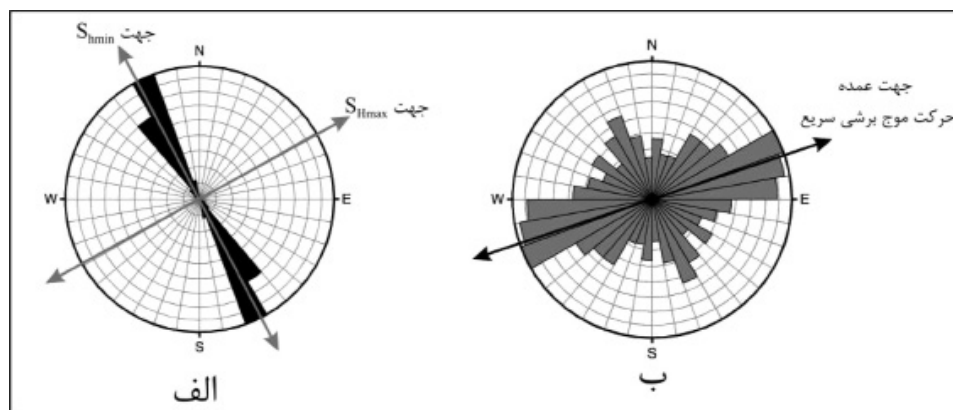 جهت Shmin
N
جهت SHmax
W
E
S
الف
N
جهت عمده
حرکت موج برشی سریع
W
E
S
ب